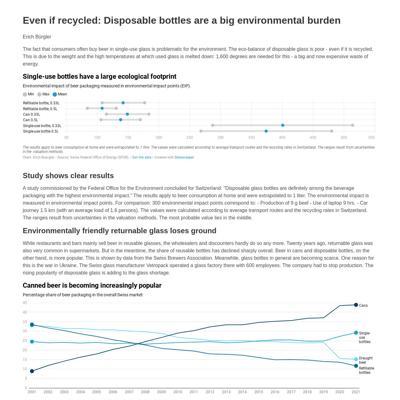 Even if recycled: Disposable bottles are a big environmental burden
Erich Bürgler
The fact that consumers often buy beer in single-use glass is problematic for the environment. The eco-balance of disposable glass is poor - even if it is recycled.
This is due to the weight and the high temperatures at which used glass is melted down: 1,600 degrees are needed for this - a big and now expensive waste of
energy.
Single-use bottles have a large ecological footprint
Environmental impact of beer packaging measured in environmental impact points (EIP).
Min Max Mean
Refillable bottle, 0.33L
Refillable bottle, 0.5L
Can 0.33L
Can 0.5L
Single-use bottle, 0.33L
Single-use bottle 0.5L
50 100 150 200 250 300 350 400 450 500 550
The results apply to beer consumption at home and were extrapolated to 1 liter. The values were calculated according to average transport routes and the recycling rates in Switzerland. The ranges result from uncertainties
in the valuation methods.
Chart: Erich Bürgler • Source: Swiss Federal Office of Energy • Get the data • Created with Datawrapper
Study shows clear results
A study commissioned by the Federal Office for the Environment concluded for Switzerland: "Disposable glass bottles are definitely among the beverage
packaging with the highest environmental impact." The results apply to beer consumption at home and were extrapolated to 1 liter. The environmental impact is
measured in environmental impact points. For comparison: 300 environmental impact points correspond to: - Production of 9 g beef - Use of laptop 9 hrs. - Car
journey 1.5 km (with an average load of 1.6 persons). The values were calculated according to average transport routes and the recycling rates in Switzerland.
The ranges result from uncertainties in the valuation methods. The most probable value lies in the middle.
Environmentally friendly returnable glass loses ground
While restaurants and bars mainly sell beer in reusable glasses, the wholesalers and discounters hardly do so any more. Twenty years ago, returnable glass was
also very common in supermarkets. But in the meantime, the share of reusable bottles has declined sharply overall. Beer in cans and disposable bottles, on the
other hand, is more popular. This is shown by data from the Swiss Brewers Association. Meanwhile, glass bottles in general are becoming scarce. One reason for
this is the war in Ukraine. The Swiss glass manufacturer Vetropack operated a glass factory there with 600 employees. The company had to stop production. The
rising popularity of disposable glass is adding to the glass shortage.
Canned beer is becoming increasingly popular
Percentage share of beer packaging in the overall Swiss market
45
40
35
30
25
20
15
10
5
0
Cans
Single-
use
bottles
Draught
beer
Refillable
bottles
2001 2002 2003 2004 2005 2006 2007 2008 2009 2010 2011 2012 2013 2014 2015 2016 2017 2018 2019 2020 2021